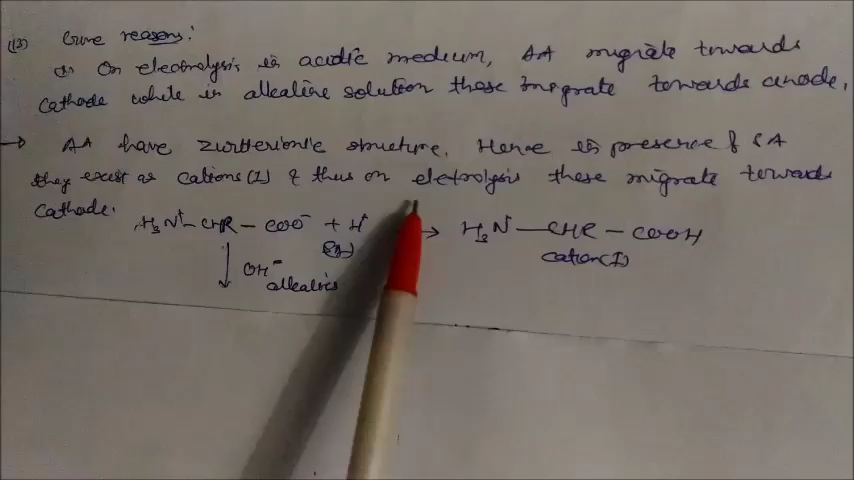 (13) Give reasons:
(i) On electrolysis in acidic medium, AA migrate towards
cathode while in alkaline solution these migrate towards anode.
→ AA have zwitterionic structure. Hence in presence of
they exist as cations (I) & thus on eletrolysis these migrate towards
cathode.
H₃N⁺–CHR–COO⁻ + H⁺ → H₃N⁺–CHR–COOH
cation(I)
↓ OH⁻
alkaline